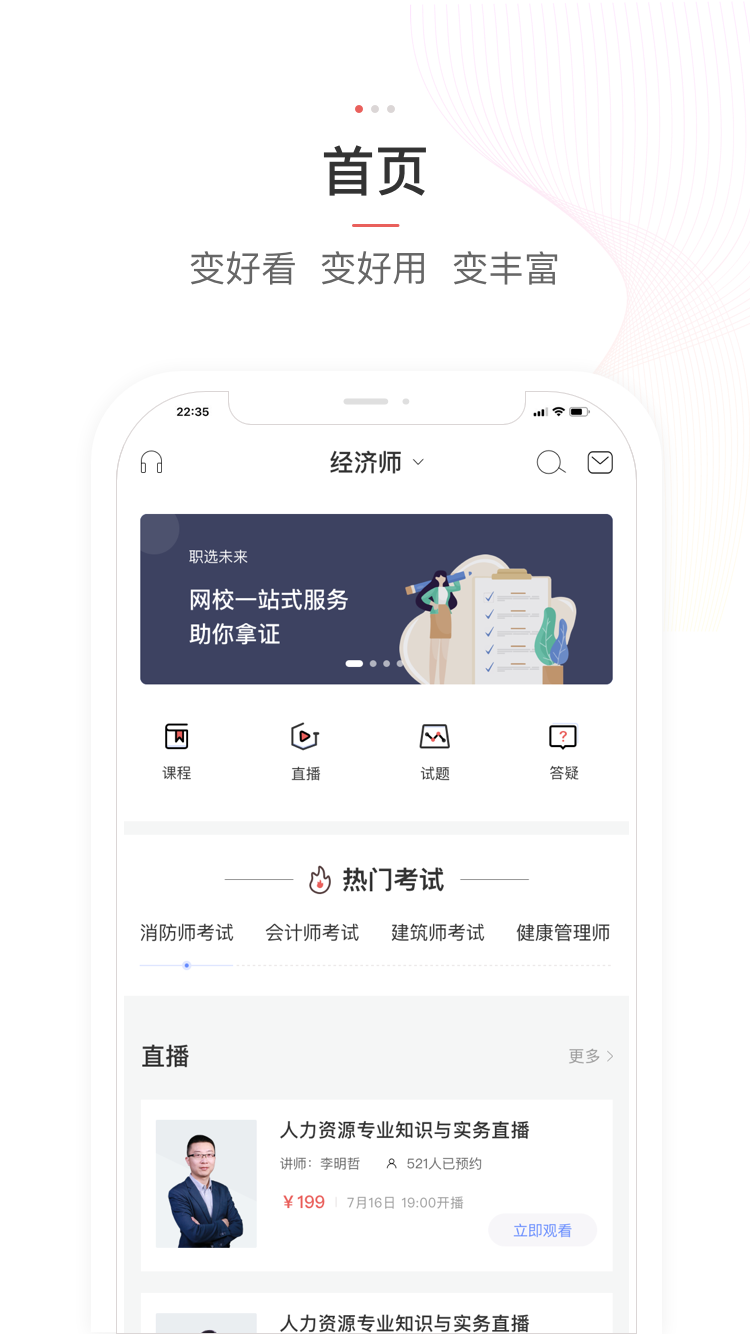 首页
变好看 变好用 变丰富
22:35
经济师
职选未来
网校一站式服务
助你拿证
课程 直播 试题 答疑
热门考试
消防师考试 会计师考试 建筑师考试 健康管理师
直播 更多
人力资源专业知识与实务直播
讲师：李明哲 521人已预约
¥199 7月16日 19:00开播
立即观看
人力资源专业知识与实务直播